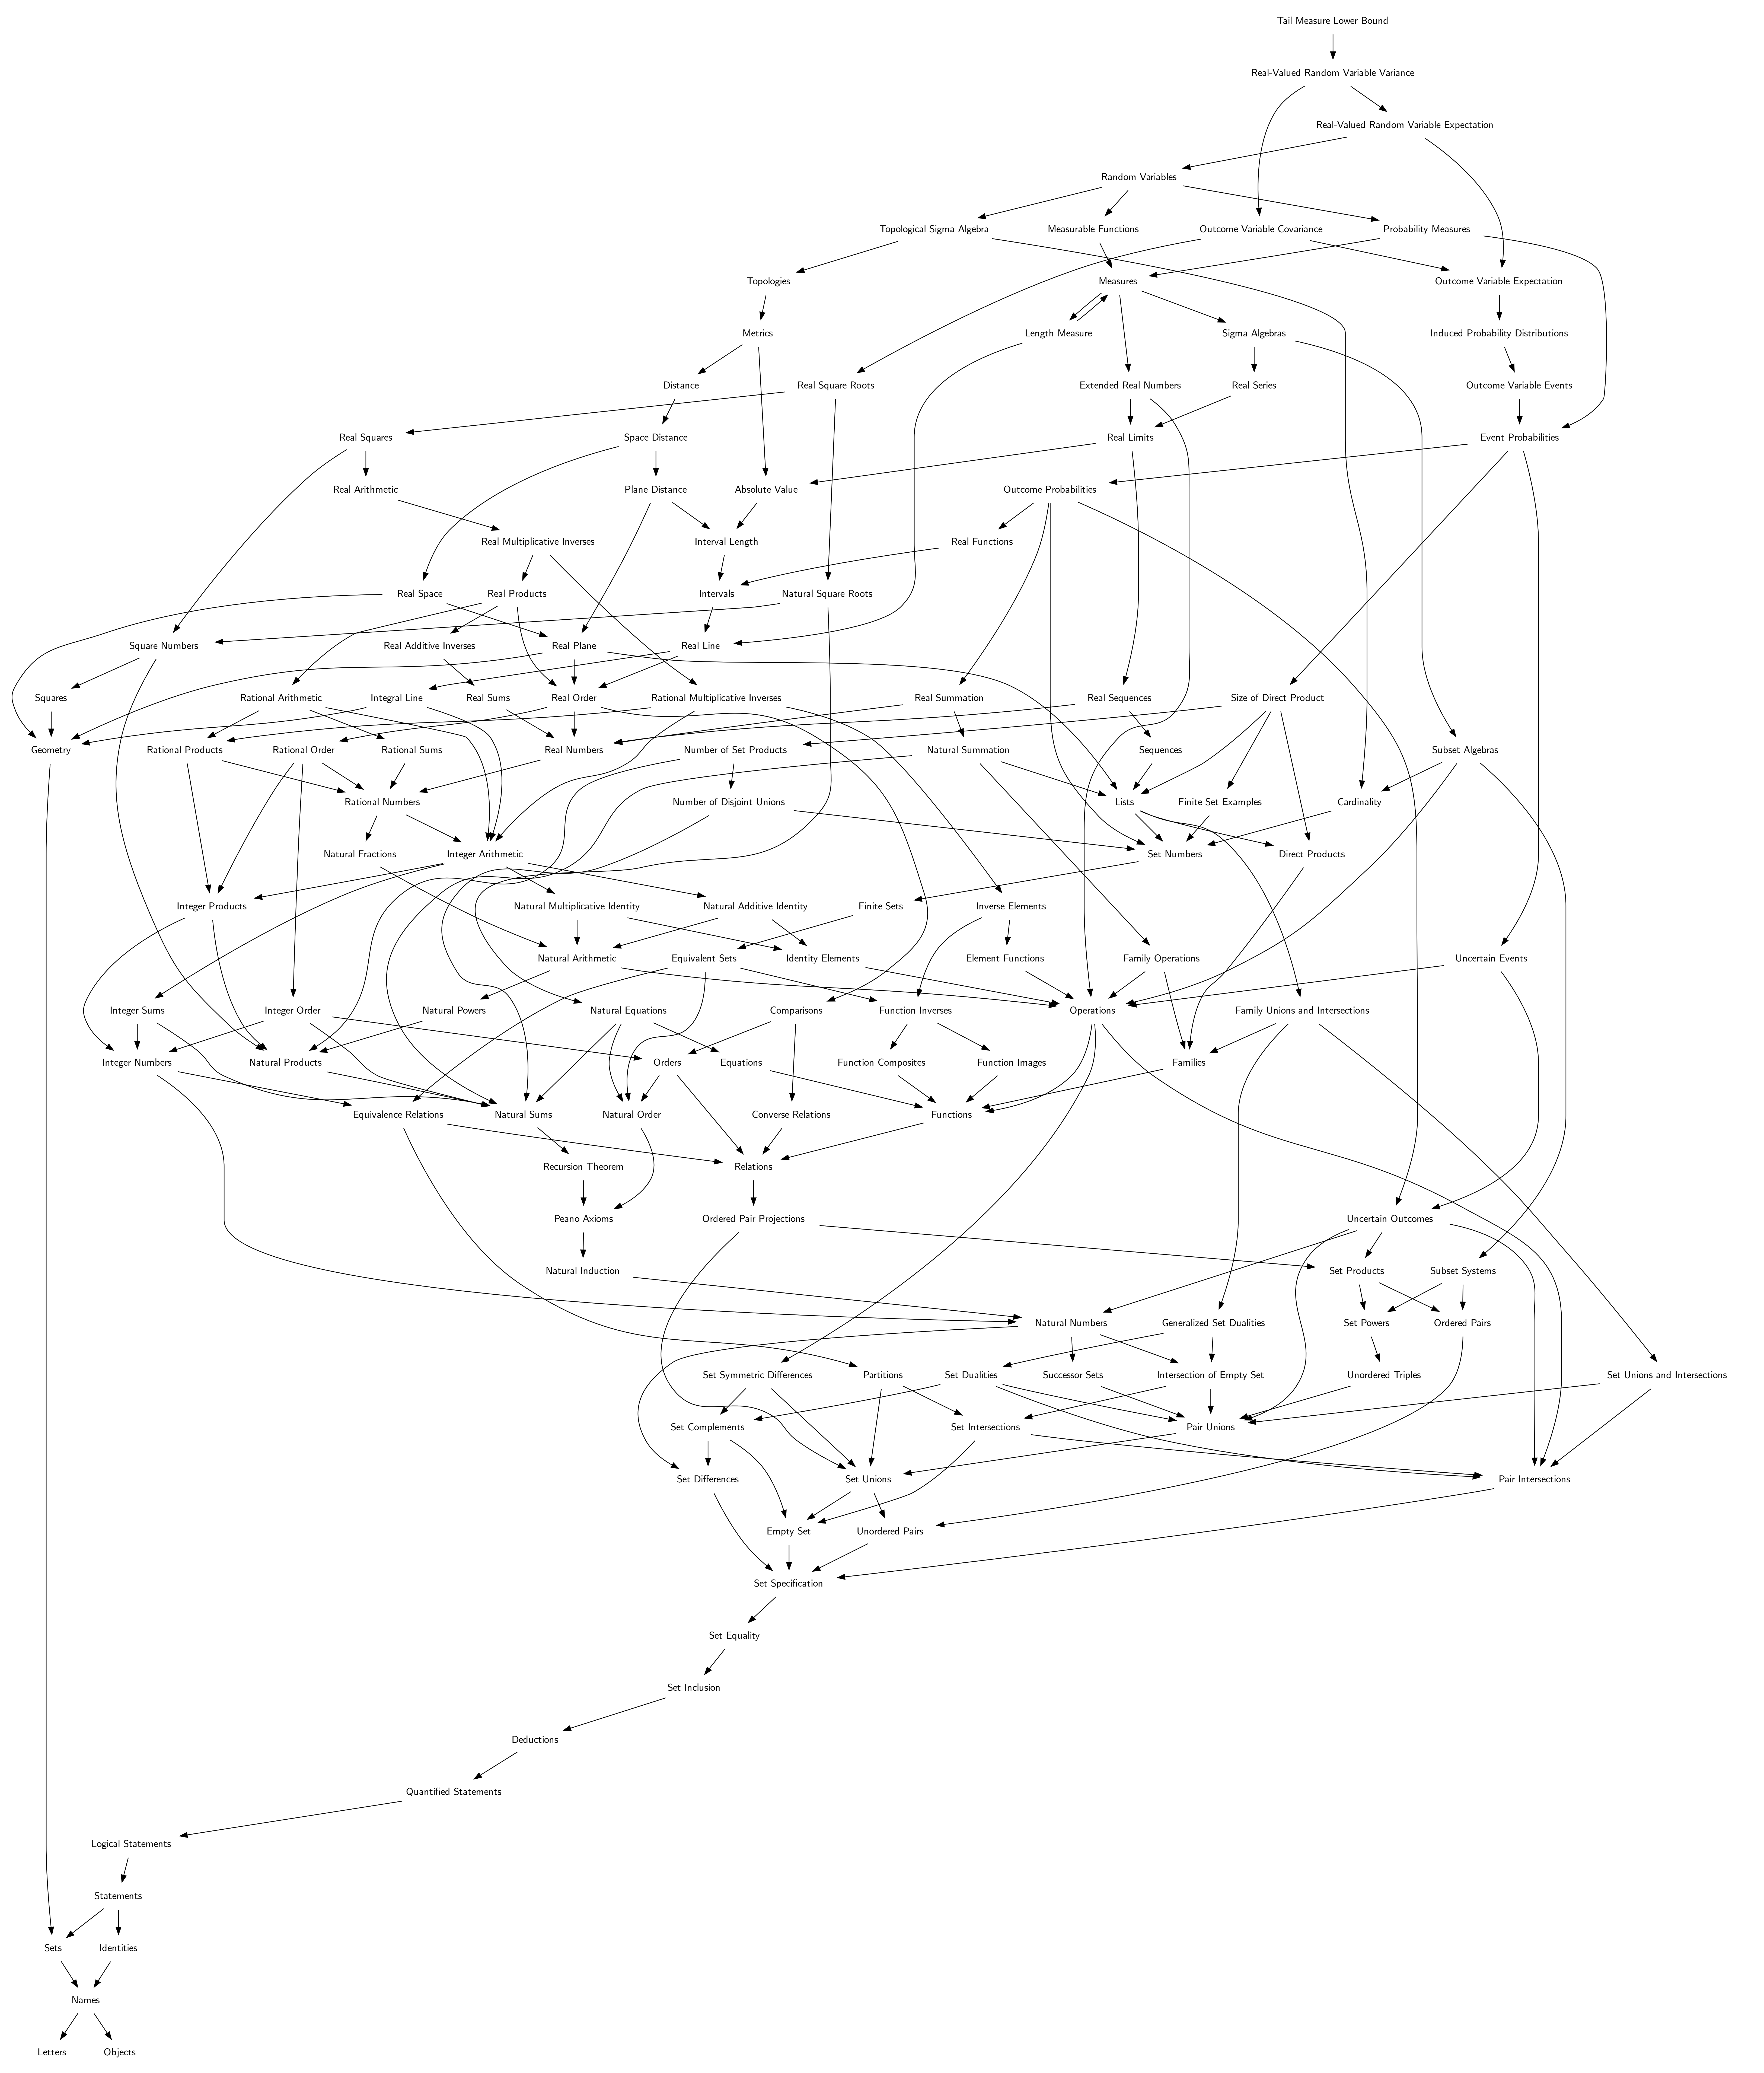 Tail Measure Lower Bound
Real-Valued Random Variable Variance
Real-Valued Random Variable Expectation
Random Variables
Topological Sigma Algebra
Measurable Functions
Outcome Variable Covariance
Probability Measures
Topologies
Measures
Outcome Variable Expectation
Metrics
Length Measure
Sigma Algebras
Induced Probability Distributions
Distance
Real Square Roots
Extended Real Numbers
Real Series
Outcome Variable Events
Real Squares
Space Distance
Real Limits
Event Probabilities
Real Arithmetic
Plane Distance
Absolute Value
Outcome Probabilities
Real Multiplicative Inverses
Interval Length
Real Functions
Real Space
Real Products
Intervals
Natural Square Roots
Square Numbers
Real Additive Inverses
Real Plane
Real Line
Squares
Rational Arithmetic
Integral Line
Real Sums
Real Order
Rational Multiplicative Inverses
Real Summation
Real Sequences
Size of Direct Product
Geometry
Rational Products
Rational Order
Rational Sums
Real Numbers
Number of Set Products
Natural Summation
Sequences
Subset Algebras
Rational Numbers
Number of Disjoint Unions
Lists
Finite Set Examples
Cardinality
Natural Fractions
Integer Arithmetic
Set Numbers
Direct Products
Integer Products
Natural Multiplicative Identity
Natural Additive Identity
Finite Sets
Inverse Elements
Natural Arithmetic
Equivalent Sets
Identity Elements
Element Functions
Family Operations
Uncertain Events
Integer Sums
Integer Order
Natural Powers
Natural Equations
Comparisons
Function Inverses
Operations
Family Unions and Intersections
Integer Numbers
Natural Products
Orders
Equations
Function Composites
Function Images
Families
Equivalence Relations
Natural Sums
Natural Order
Converse Relations
Functions
Recursion Theorem
Relations
Peano Axioms
Ordered Pair Projections
Uncertain Outcomes
Natural Induction
Set Products
Subset Systems
Natural Numbers
Generalized Set Dualities
Set Powers
Ordered Pairs
Set Symmetric Differences
Partitions
Set Dualities
Successor Sets
Intersection of Empty Set
Unordered Triples
Set Unions and Intersections
Set Complements
Set Intersections
Pair Unions
Set Differences
Set Unions
Pair Intersections
Empty Set
Unordered Pairs
Set Specification
Set Equality
Set Inclusion
Deductions
Quantified Statements
Logical Statements
Statements
Sets
Identities
Names
Letters
Objects